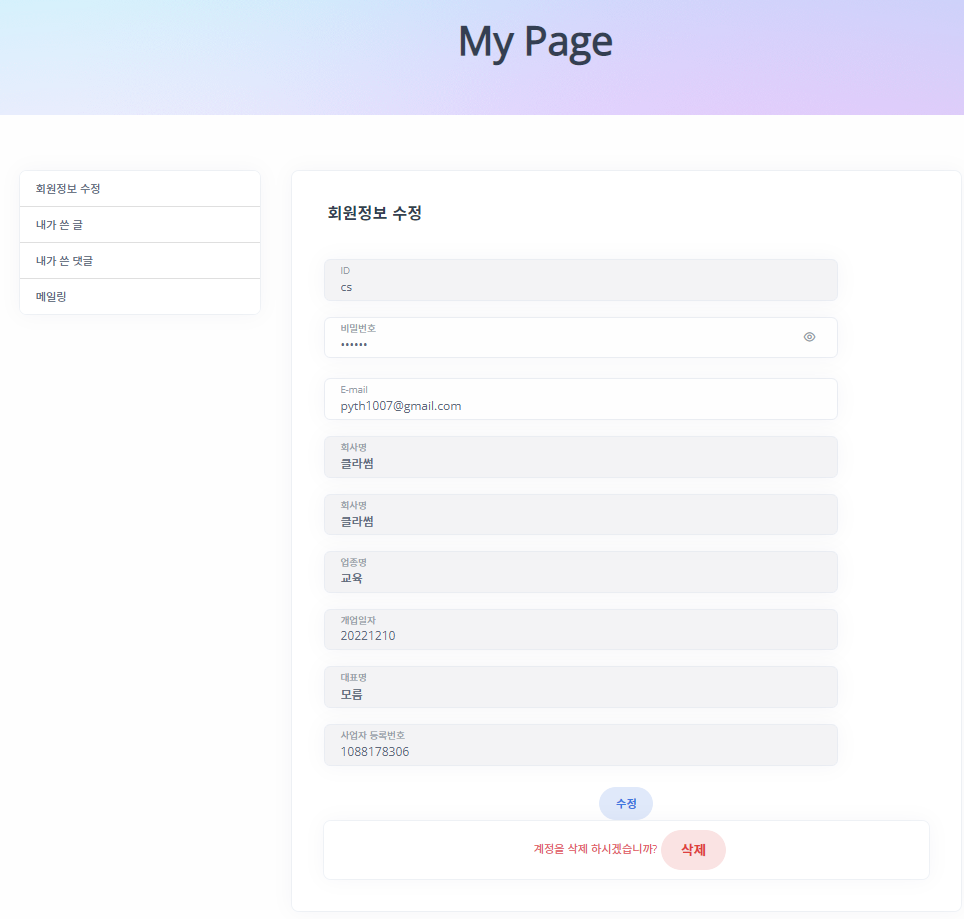 My Page
회원정보 수정
내가 쓴 글
내가 쓴 댓글
메일링
회원정보 수정
ID
cs
비밀번호
••••••
E-mail
pyth1007@gmail.com
회사명
클라썸
회사명
클라썸
업종명
교육
개업일자
20221210
대표명
모름
사업자 등록번호
1088178306
수정
계정을 삭제 하시겠습니까? 삭제